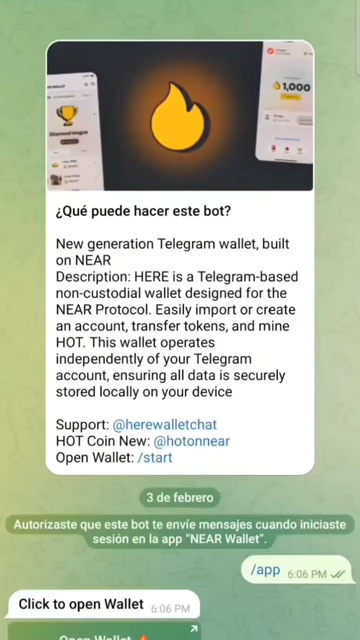 1,000
¿Qué puede hacer este bot?
New generation Telegram wallet, built
on NEAR
Description: HERE is a Telegram-based
non-custodial wallet designed for the
NEAR Protocol. Easily import or create
an account, transfer tokens, and mine
HOT. This wallet operates
independently of your Telegram
account, ensuring all data is securely
stored locally on your device
Support: @herewalletchat
HOT Coin New: @hotonnear
Open Wallet: /start
3 de febrero
Autorizaste que este bot te envíe mensajes cuando iniciaste
sesión en la app “NEAR Wallet”.
/app 6:06 PM
Click to open Wallet 6:06 PM
Open Wallet